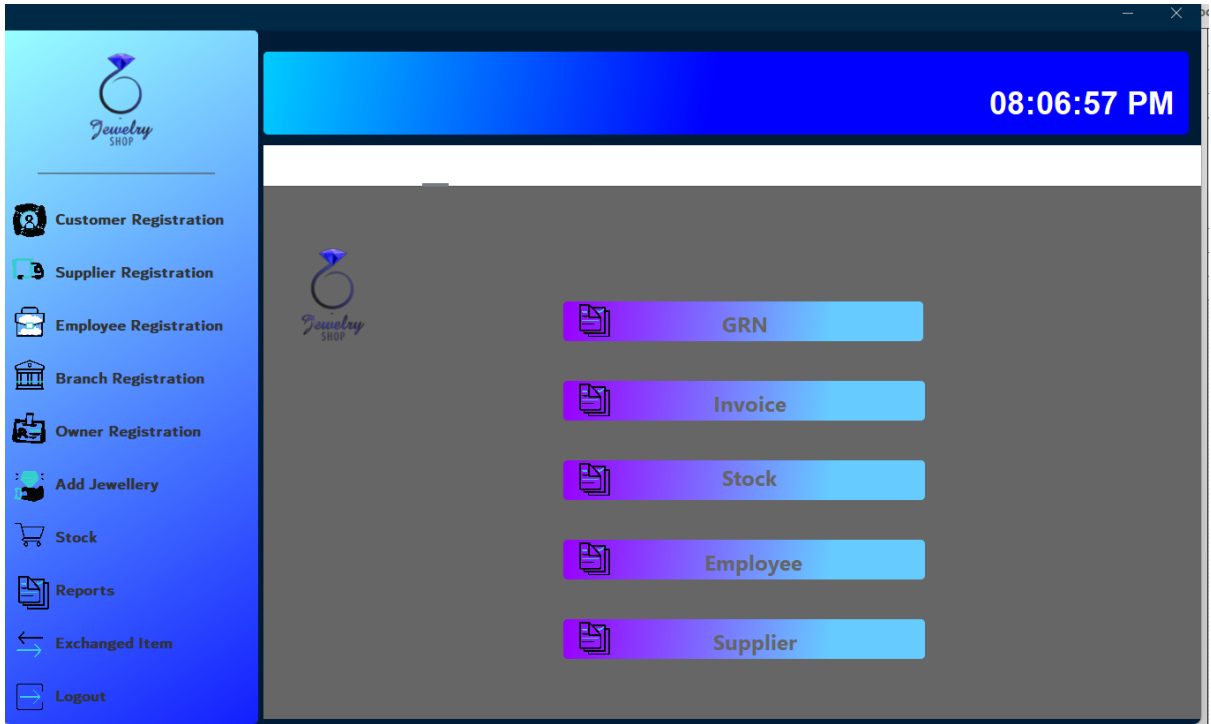 08:06:57 PM
Jewelry
SHOP
Customer Registration
Supplier Registration
Employee Registration
Branch Registration
Owner Registration
Add Jewellery
Stock
Reports
Exchanged Item
Logout
Jewelry
SHOP
GRN
Invoice
Stock
Employee
Supplier